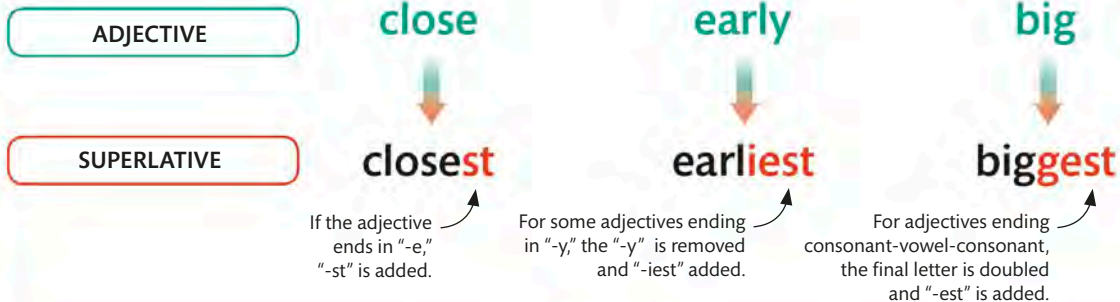 ADJECTIVE
close
early
big
SUPERLATIVE
closest
earliest
biggest
If the adjective
ends in "-e,"
"-st" is added.
For some adjectives ending
in "-y," the "-y" is removed
and "-iest" added.
For adjectives ending
consonant-vowel-consonant,
the final letter is doubled
and "-est" is added.